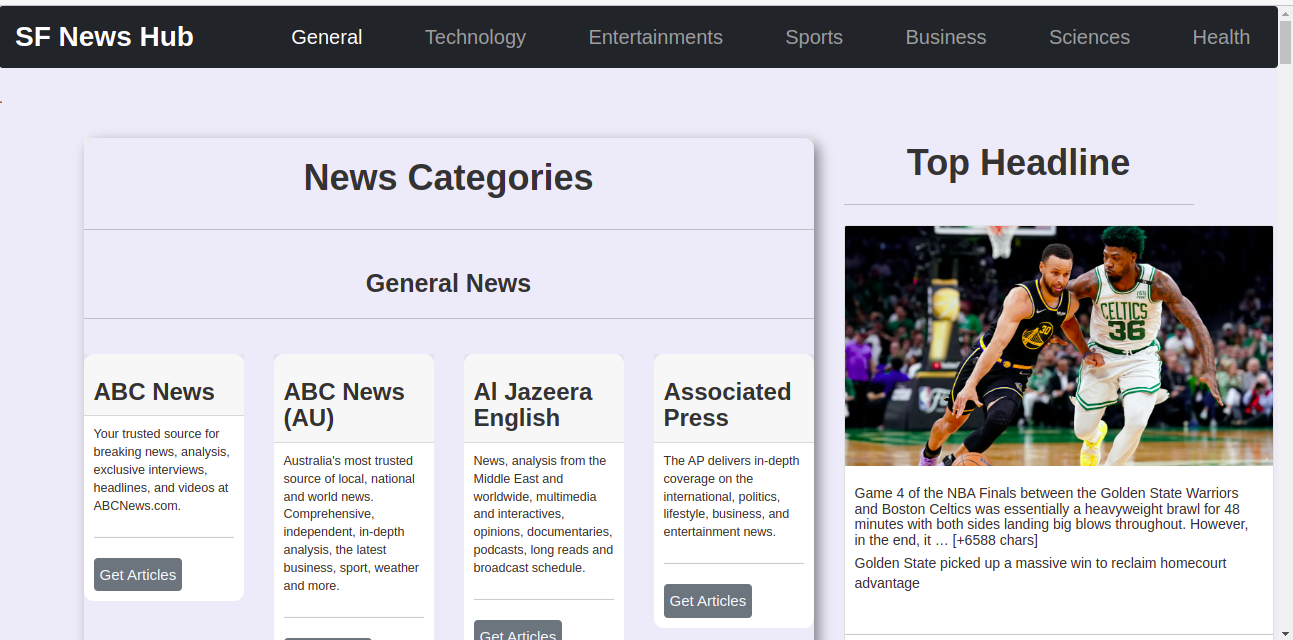 SF News Hub
General
Technology
Entertainments
Sports
Business
Sciences
Health
News Categories
General News
ABC News
Your trusted source for
breaking news, analysis,
exclusive interviews,
headlines, and videos at
ABCNews.com.
Get Articles
ABC News
(AU)
Australia's most trusted
source of local, national
and world news.
Comprehensive,
independent, in-depth
analysis, the latest
business, sport, weather
and more.
Al Jazeera
English
News, analysis from the
Middle East and
worldwide, multimedia
and interactives,
opinions, documentaries,
podcasts, long reads and
broadcast schedule.
Get Articles
Associated
Press
The AP delivers in-depth
coverage on the
international, politics,
lifestyle, business, and
entertainment news.
Get Articles
Top Headline
30
CELTICS
36
Game 4 of the NBA Finals between the Golden State Warriors
and Boston Celtics was essentially a heavyweight brawl for 48
minutes with both sides landing big blows throughout. However,
in the end, it … [+6588 chars]
Golden State picked up a massive win to reclaim homecourt
advantage